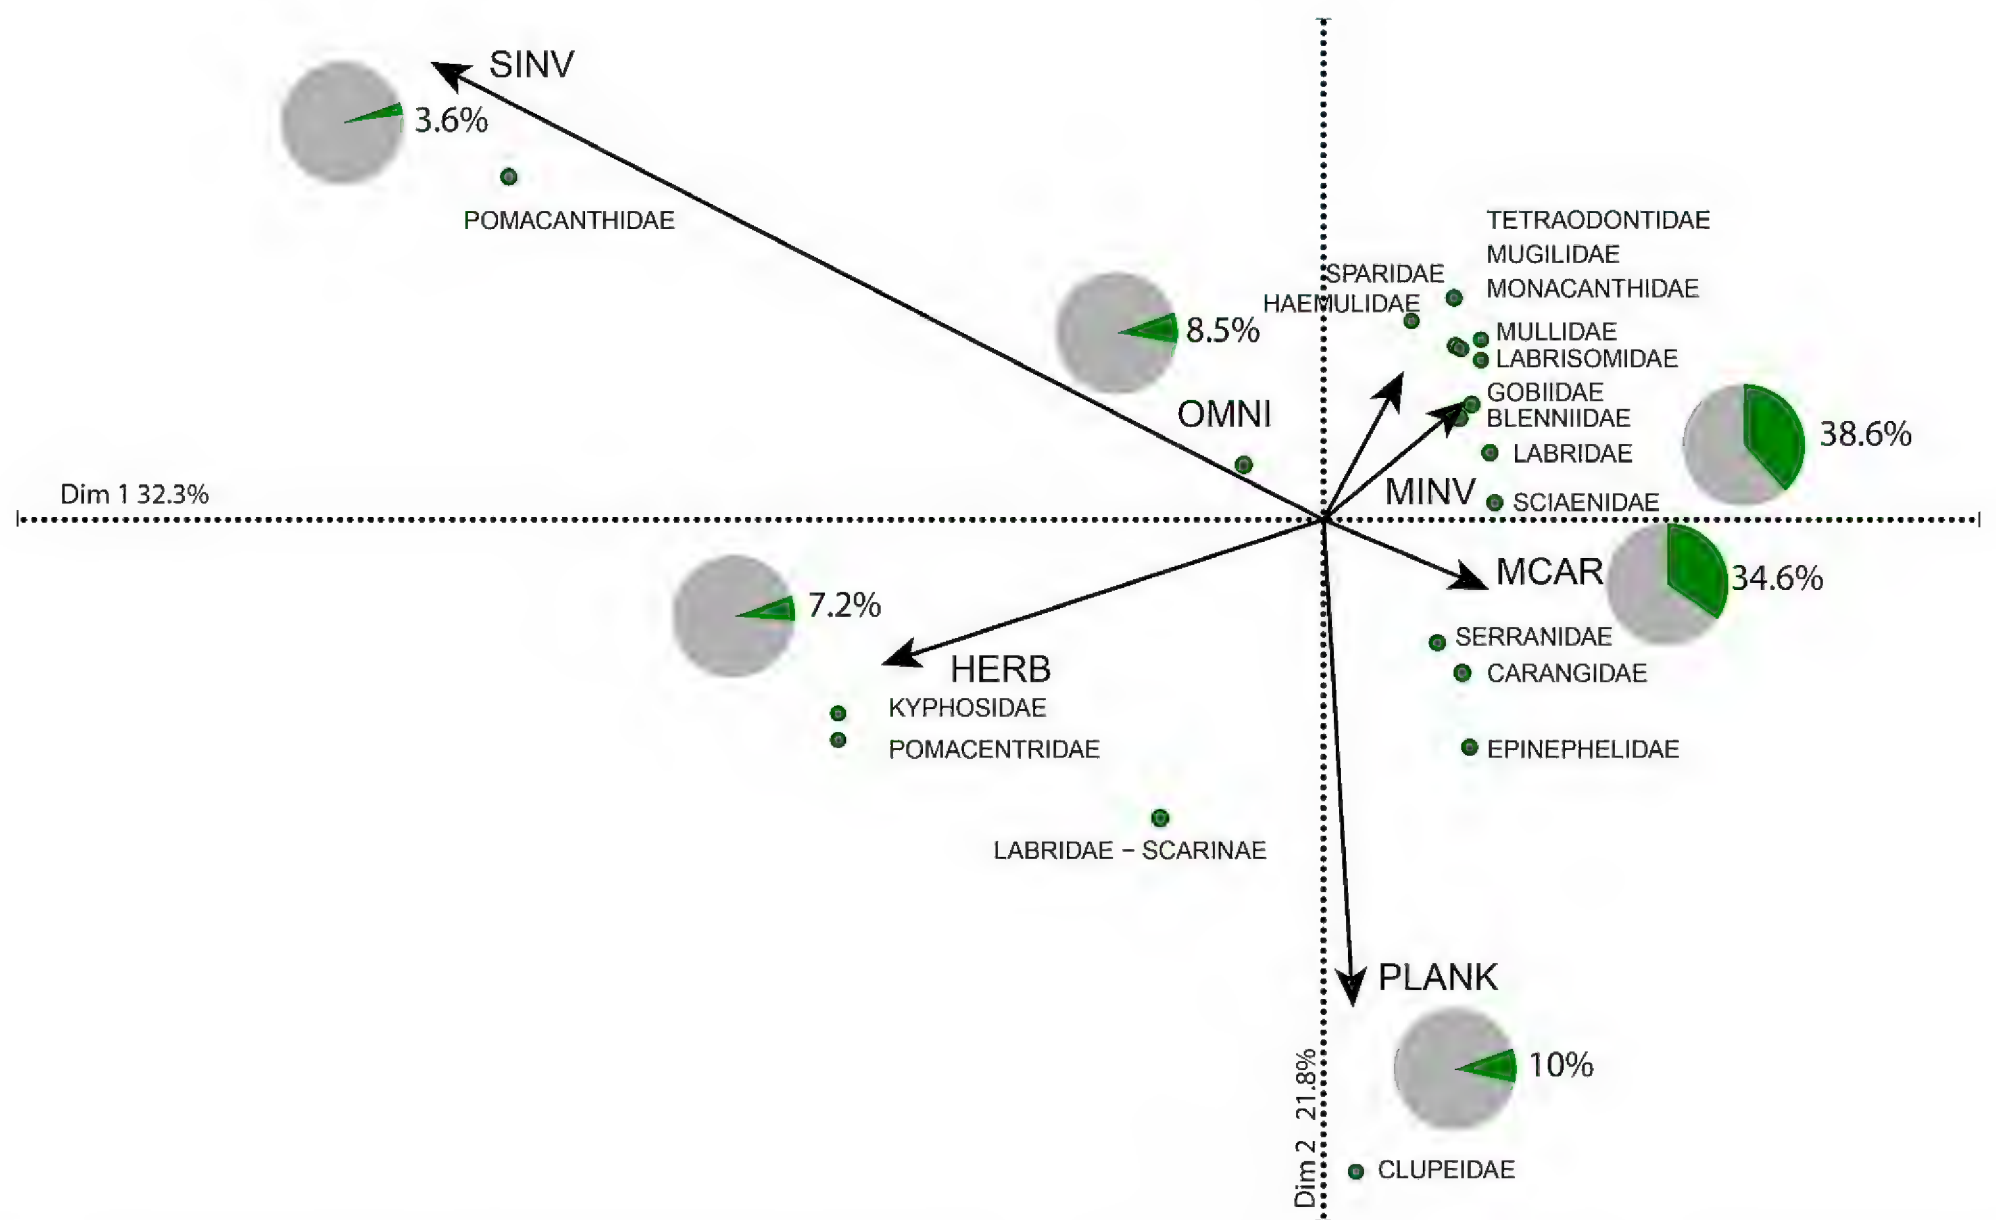 SINV
3.6%
POMACANTHIDAE
TETRAODONTIDAE
MUGILIDAE
SPARIDAE
MONACANTHIDAE
HAEMULIDAE
8.5%
MULLIDAE
LABRISOMIDAE
GOBIIDAE
OMNI
BLENNIIDAE
38.6%
LABRIDAE
Dim 1 32.3%
MINV
SCIAENIDAE
MCAR
34.6%
7.2%
SERRANIDAE
HERB
CARANGIDAE
KYPHOSIDAE
POMACENTRIDAE
EPINEPHELIDAE
LABRIDAE – SCARINAE
PLANK
10%
Dim 2 21.8%
CLUPEIDAE